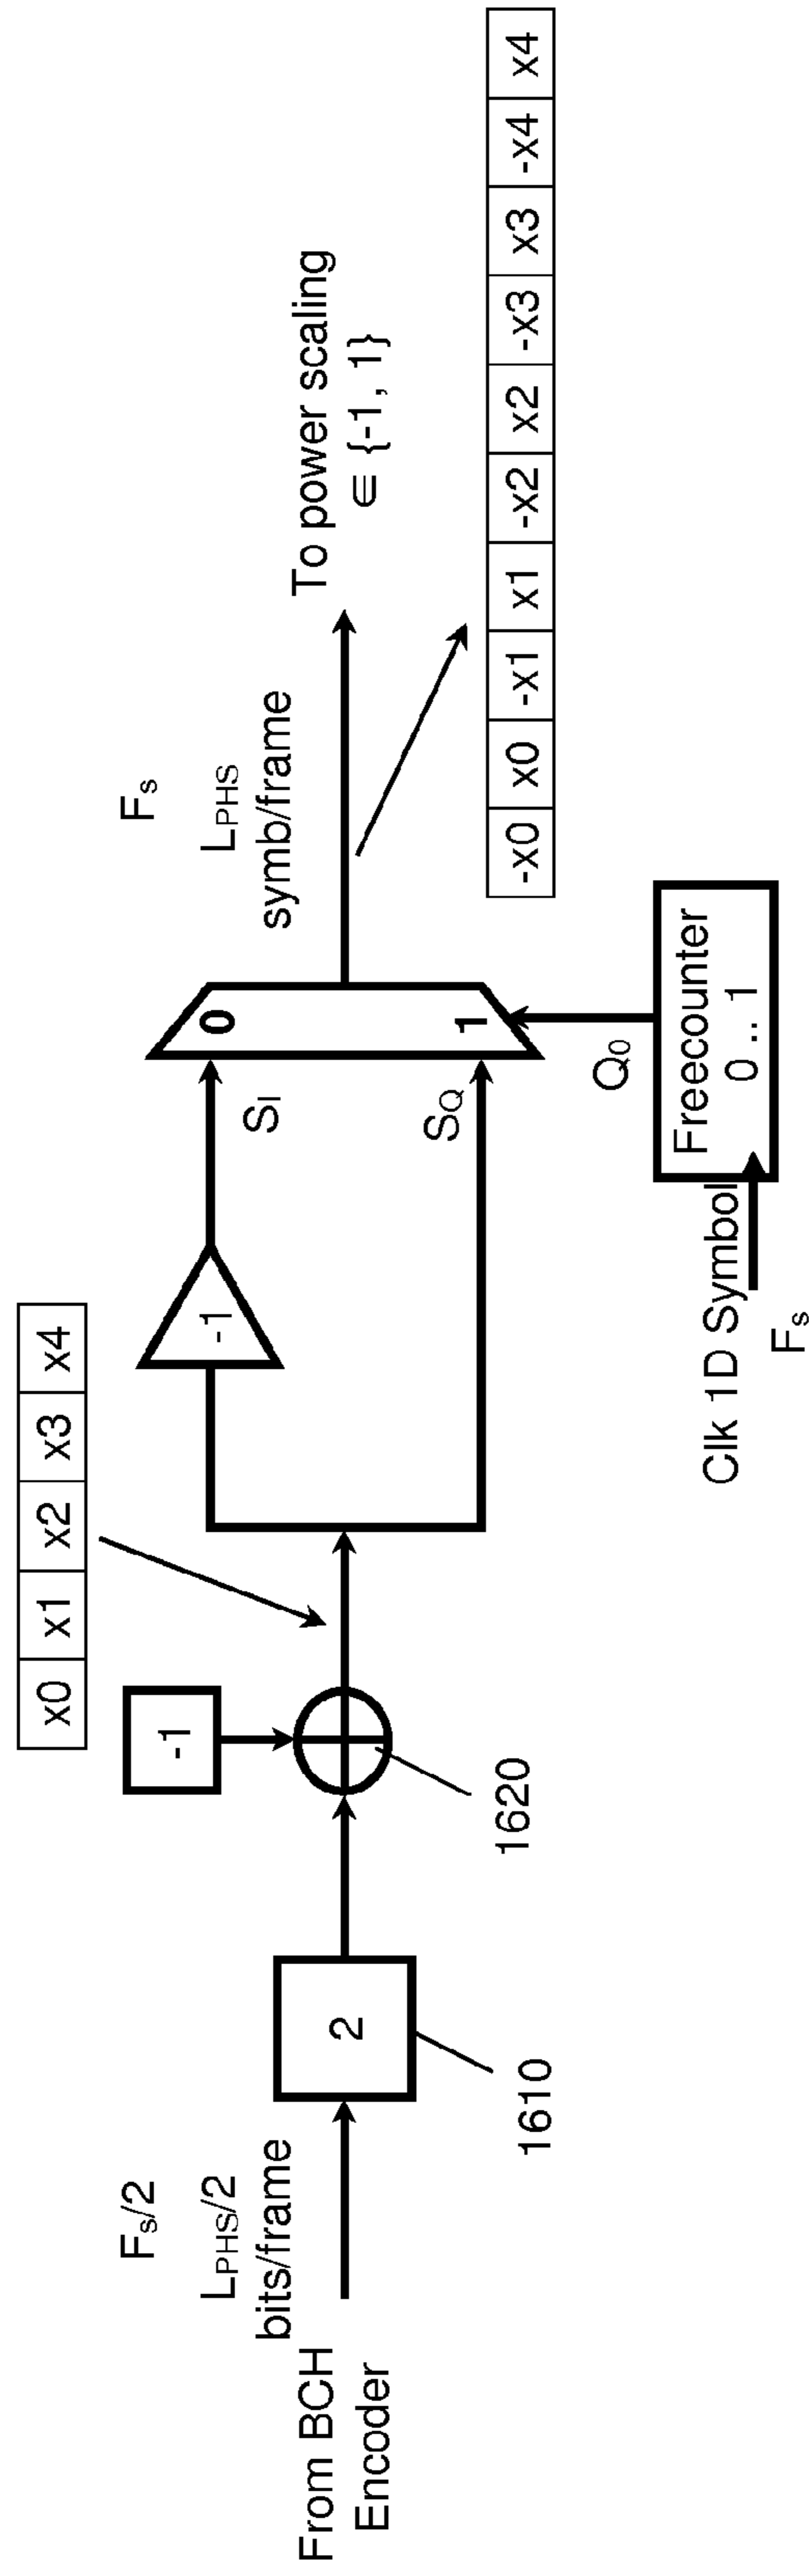 From BCH
Encoder
Fs/2
LPHS/2
bits/frame
2
1610
-1
1620
x0 x1 x2 x3 x4
-1
SI
SQ
0
1
Q0
Clk 1D Symbol
Fs
Freecounter
0 .. 1
Fs
LPHS
symb/frame
To power scaling
∈ {-1, 1}
-x0 x0 -x1 x1 -x2 x2 -x3 x3 -x4 x4